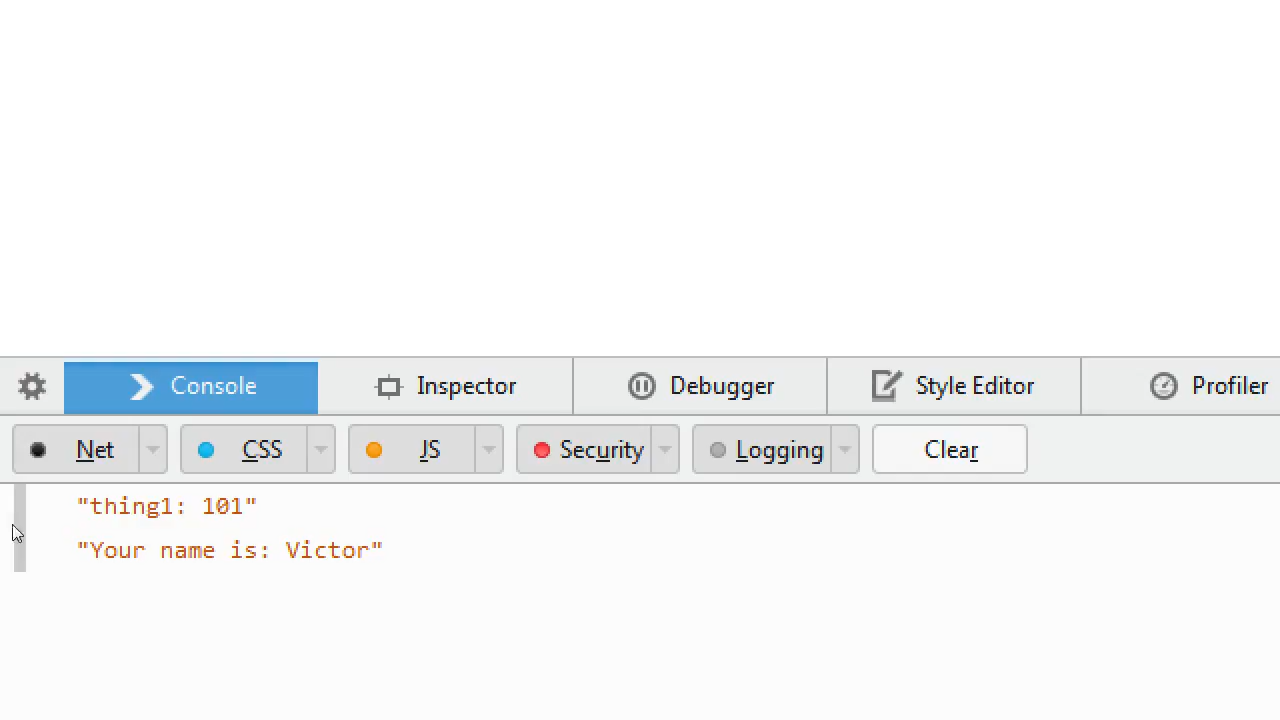 Console Inspector Debugger Style Editor Profiler
Net CSS JS Security Logging Clear
"thing1: 101"
"Your name is: Victor"